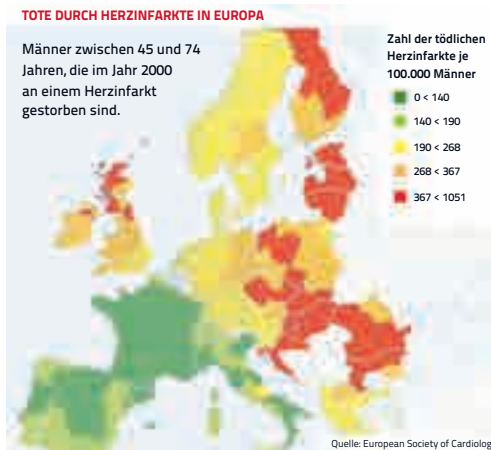 TOTE DURCH HERZINFARKTE IN EUROPA
Männer zwischen 45 und 74
Jahren, die im Jahr 2000
an einem Herzinfarkt
gestorben sind.
Zahl der tödlichen
Herzinfarkte je
100.000 Männer
0 < 140
140 < 190
190 < 268
268 < 367
367 < 1051
Quelle: European Society of Cardiolog